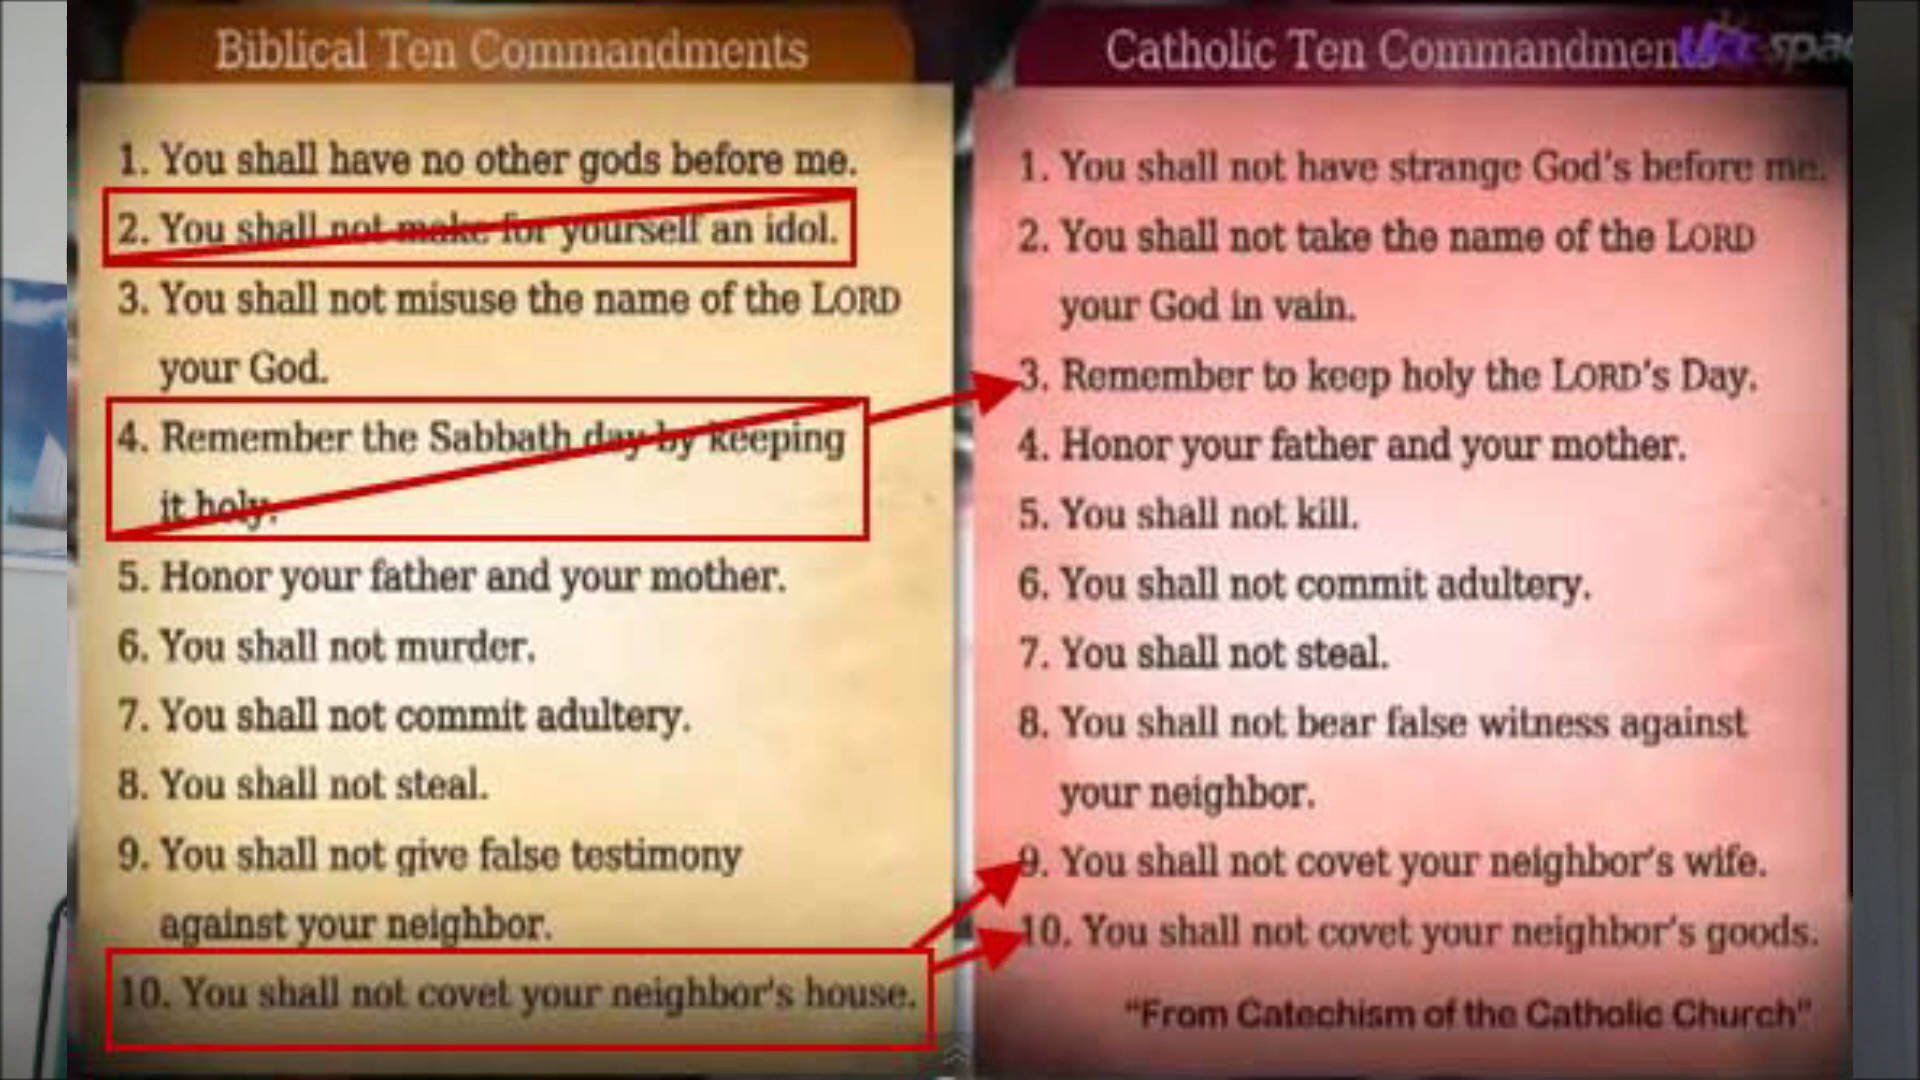 Biblical Ten Commandments
1. You shall have no other gods before me.
2. You shall not make for yourself an idol.
3. You shall not misuse the name of the LORD
your God.
4. Remember the Sabbath day by keeping
it holy.
5. Honor your father and your mother.
6. You shall not murder.
7. You shall not commit adultery.
8. You shall not steal.
9. You shall not give false testimony
against your neighbor.
10. You shall not covet your neighbor's house.
Catholic Ten Commandments
1. You shall not have strange God's before me.
2. You shall not take the name of the LORD
your God in vain.
3. Remember to keep holy the LORD's Day.
4. Honor your father and your mother.
5. You shall not kill.
6. You shall not commit adultery.
7. You shall not steal.
8. You shall not bear false witness against
your neighbor.
9. You shall not covet your neighbor's wife.
10. You shall not covet your neighbor's goods.
"From Catechism of the Catholic Church"